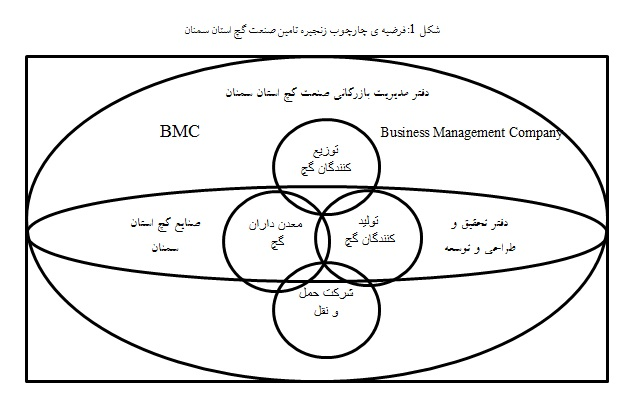 شکل 1: فرضیه ی چارچوب زنجیره تامین صنعت گچ استان سمنان
دفتر مدیریت بازرگانی صنعت گچ استان سمنان
BMC
Business Management Company
توزیع
کنندگان گچ
صنایع گچ استان
سمنان
معدن داران
گچ
تولید
کنندگان گچ
دفتر تحقیق و
طراحی و توسعه
شرکت حمل
و نقل